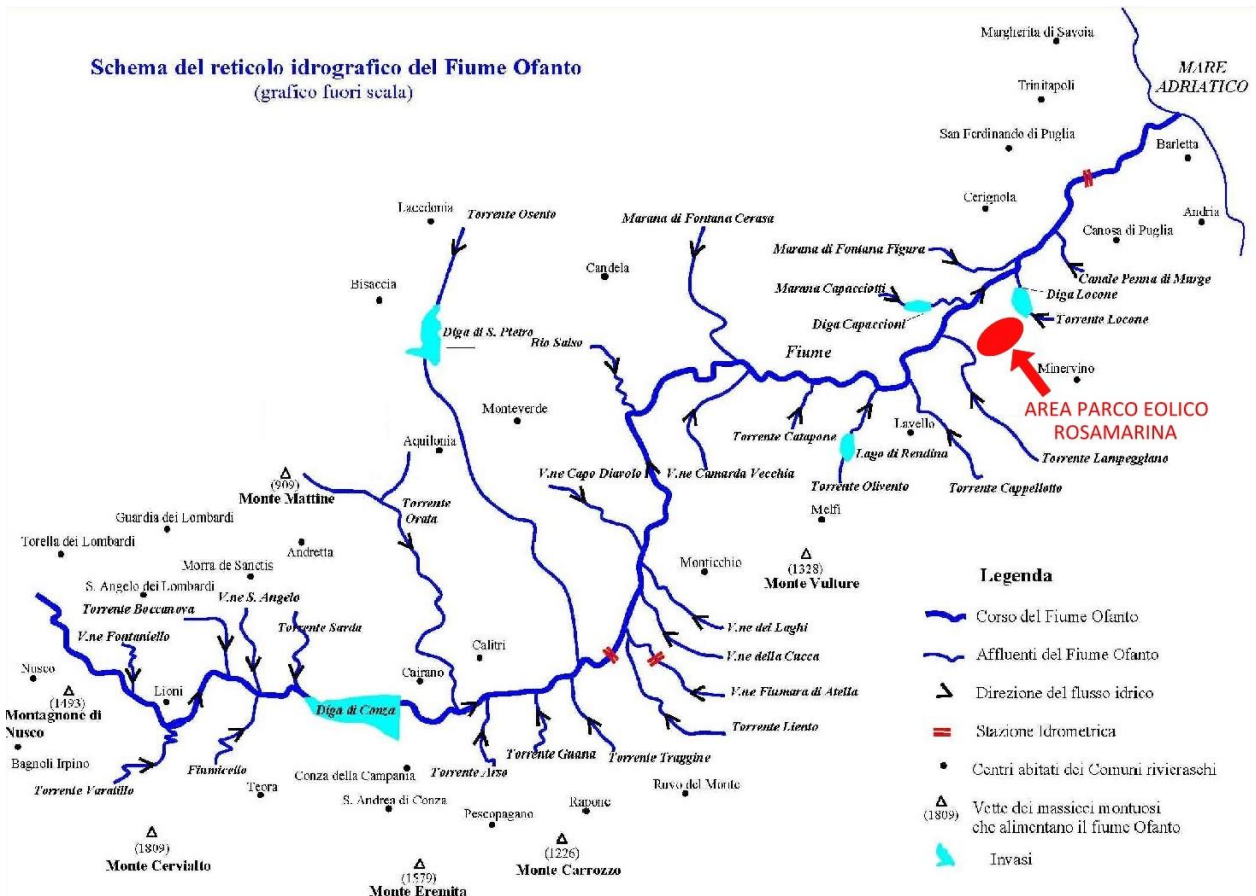 Schema del reticolo idrografico del Fiume Ofanto
(grafico fuori scala)
Margherita di Savoia
MARE
ADRIATICO
Trinitapoli
San Ferdinando di Puglia
Barletta
Cerignola
Andria
Canosa di Puglia
Lacedonia
Torrente Osento
Marana di Fontana Cerasa
Marana di Fontana Figura
Candela
Canale Penna di Murge
Bisaccia
Marana Capacciotti
Diga Locone
Diga Capaccioni
Torrente Locone
Diga di S. Pietro
Rio Salso
Fiume
Minervino
AREA PARCO EOLICO
ROSAMARINA
Monteverde
Lavello
Torrente Catapone
Aquilonia
Lago di Rendina
Torrente Lampeggiano
V.ne Capo Diavolo
V.ne Camarda Vecchia
Torrente Olivento
Torrente Cappellotto
(909)
Monte Mattine
Torrente
Orata
Melfi
Guardia dei Lombardi
Torella dei Lombardi
Andretta
Morra de Sanctis
Monticchio
(1328)
Monte Vulture
S. Angelo dei Lombardi
V.ne S. Angelo
Torrente Boccanova
Torrente Sarda
V.ne Fontaniello
V.ne dei Laghi
Calitri
V.ne della Cucca
Nusco
Cairano
(1493)
Lioni
V.ne Fiumara di Atella
Montagnone di
Nusco
Diga di Conza
Torrente Liento
Torrente Guana
Torrente Traggine
Bagnoli Irpino
Fiumicello
Torrente Arso
Conza della Campania
Torrente Varatillo
Teora
Ruvo del Monte
S. Andrea di Conza
Rapone
Pescopagano
(1809)
Monte Cervialto
(1226)
Monte Carrozzo
(1579)
Monte Eremita
Legenda
Corso del Fiume Ofanto
Affluenti del Fiume Ofanto
Direzione del flusso idrico
Stazione Idrometrica
Centri abitati dei Comuni rivieraschi
(1809)
Vette dei massicci montuosi
che alimentano il fiume Ofanto
Invasi